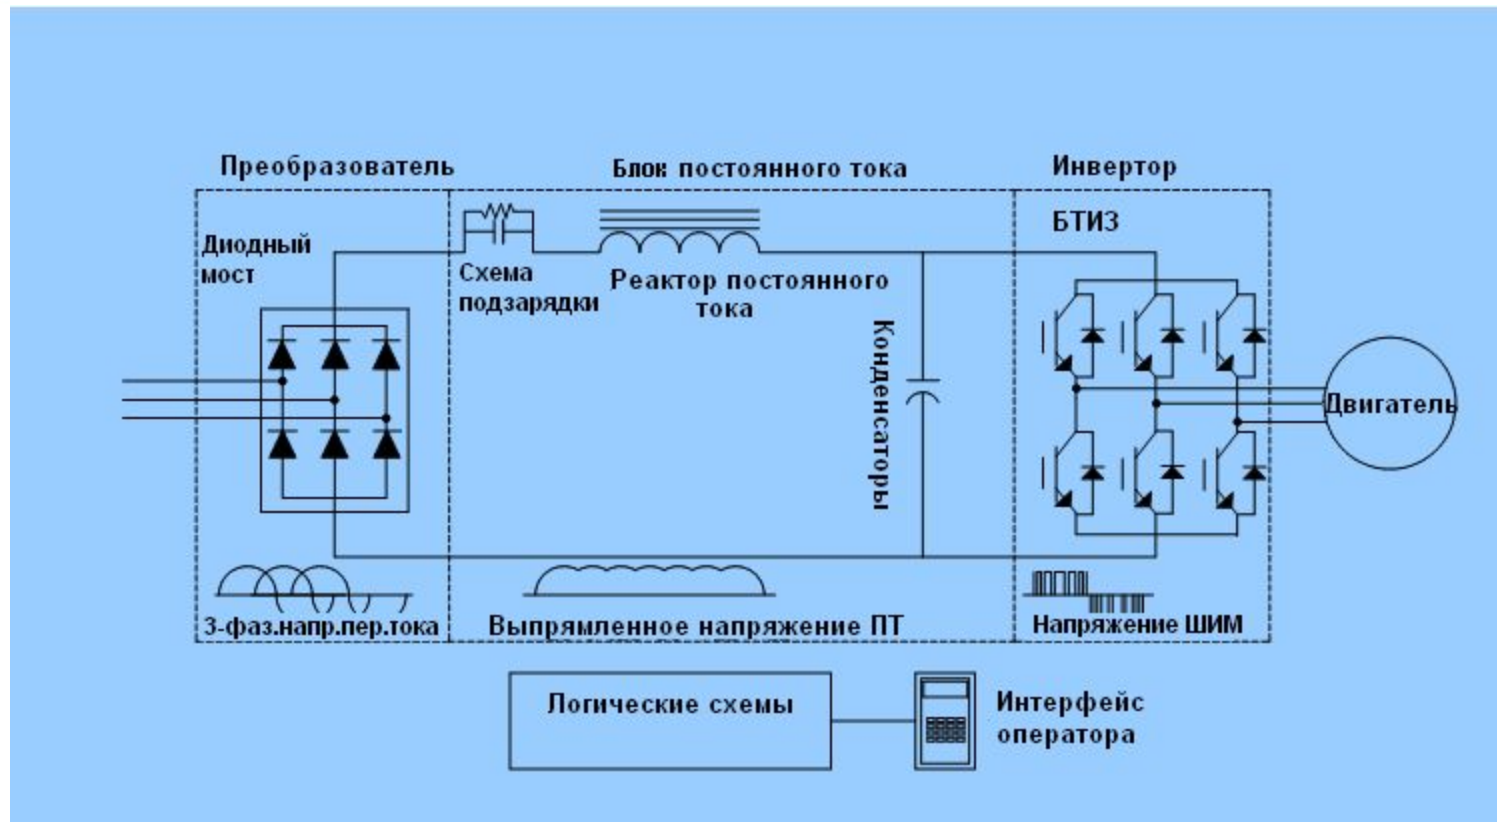 Преобразователь
Блок постоянного тока
Инвертор
Диодный
мост
Схема
подзарядки
Реактор постоянного
тока
БТИЗ
Конденсаторы
Двигатель
3-фаз.напр.пер.тока
Выпрямленное напряжение ПТ
Напряжение ШИМ
Логические схемы
Интерфейс
оператора